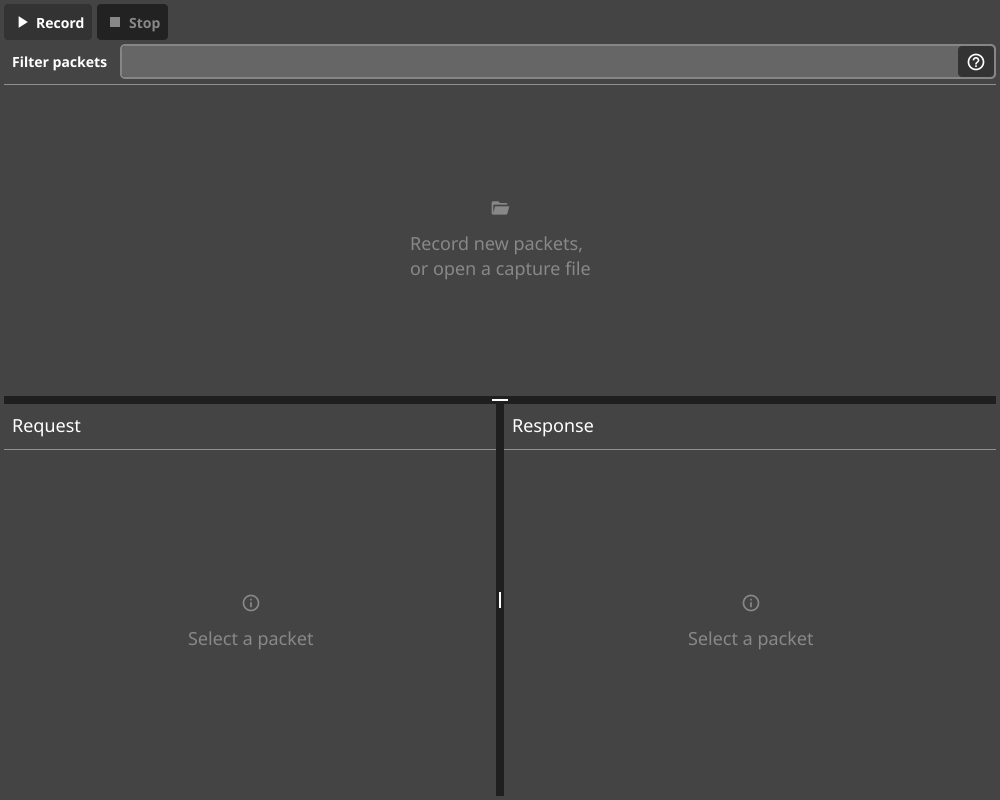 Record
Stop
Filter packets
Record new packets,
or open a capture file
Request
Response
Select a packet
Select a packet